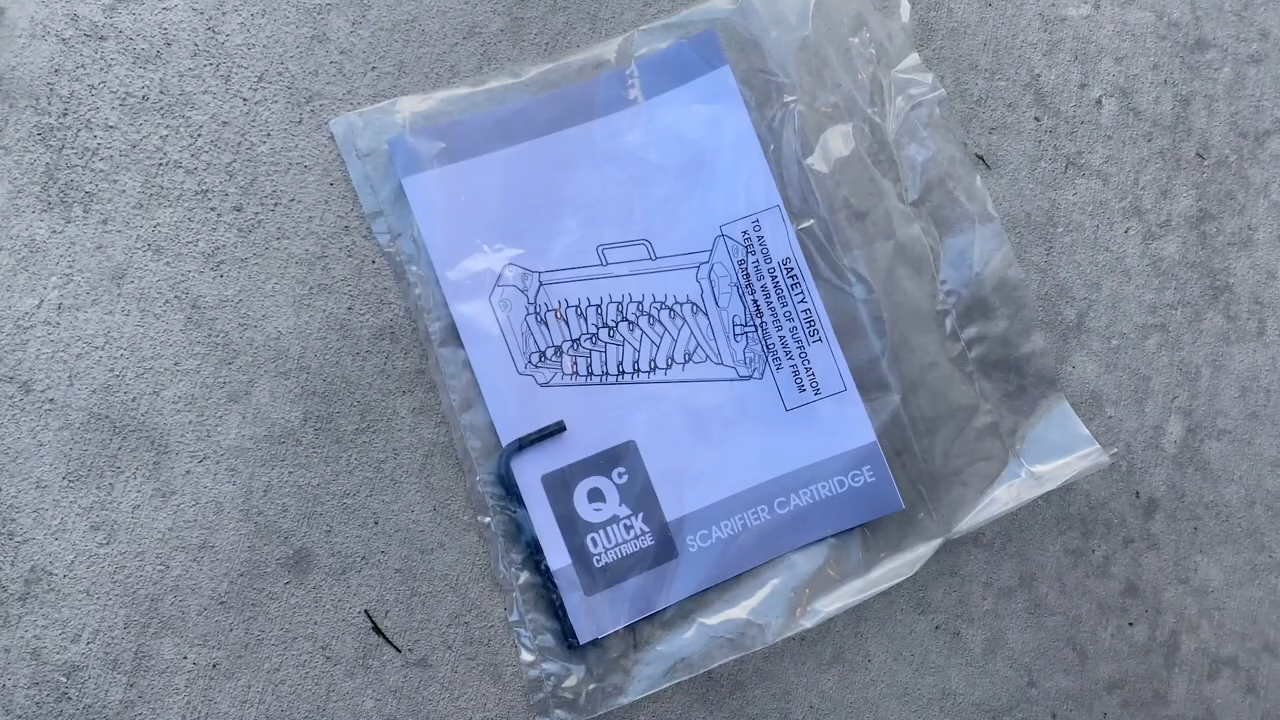 SAFETY FIRST
TO AVOID DANGER OF SUFFOCATION
KEEP THIS WRAPPER AWAY FROM
BABIES AND CHILDREN.
QC
QUICK
CARTRIDGE
SCARIFIER CARTRIDGE